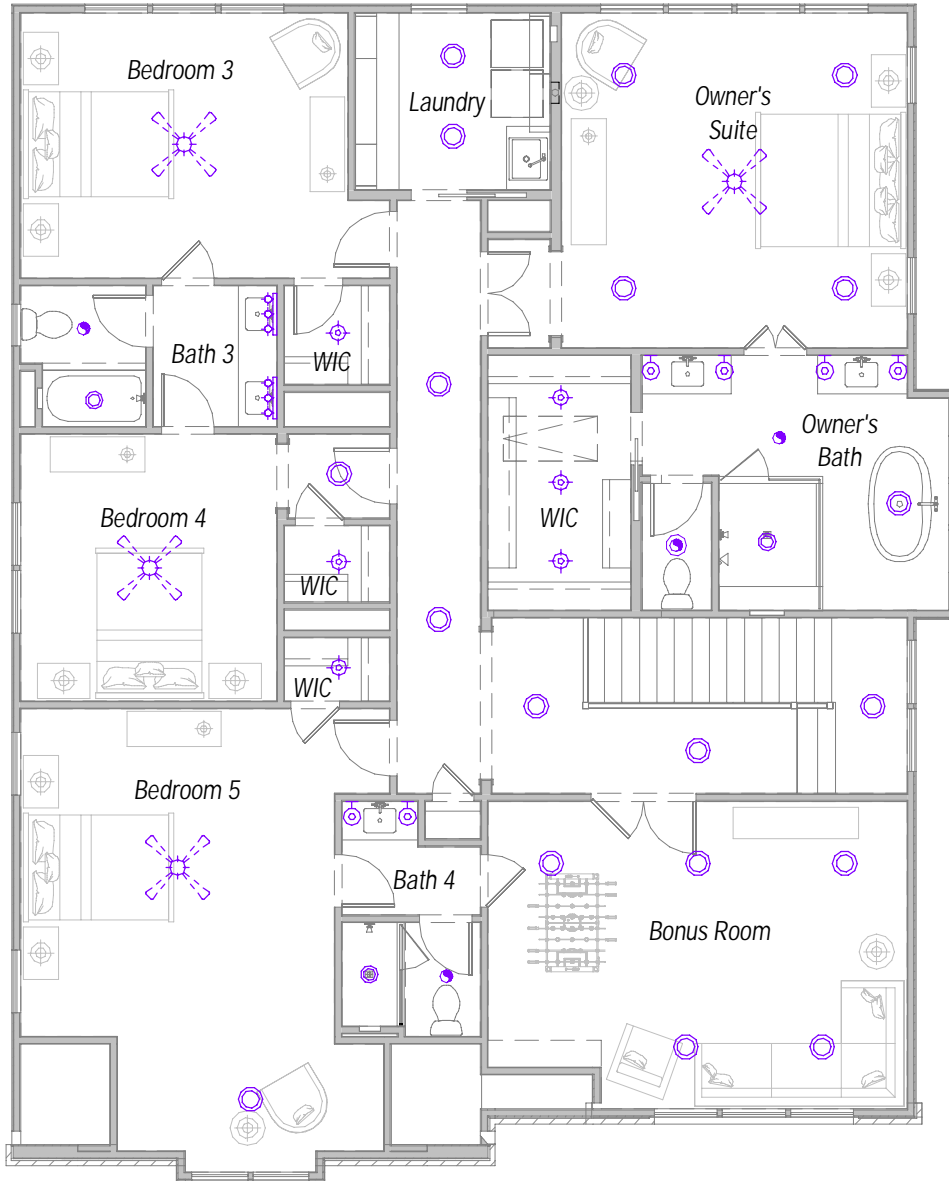 Bedroom 3
Laundry
Owner's
Suite
Bath 3
WIC
Owner's
Bath
Bedroom 4
WIC
WIC
WIC
Bedroom 5
Bath 4
Bonus Room